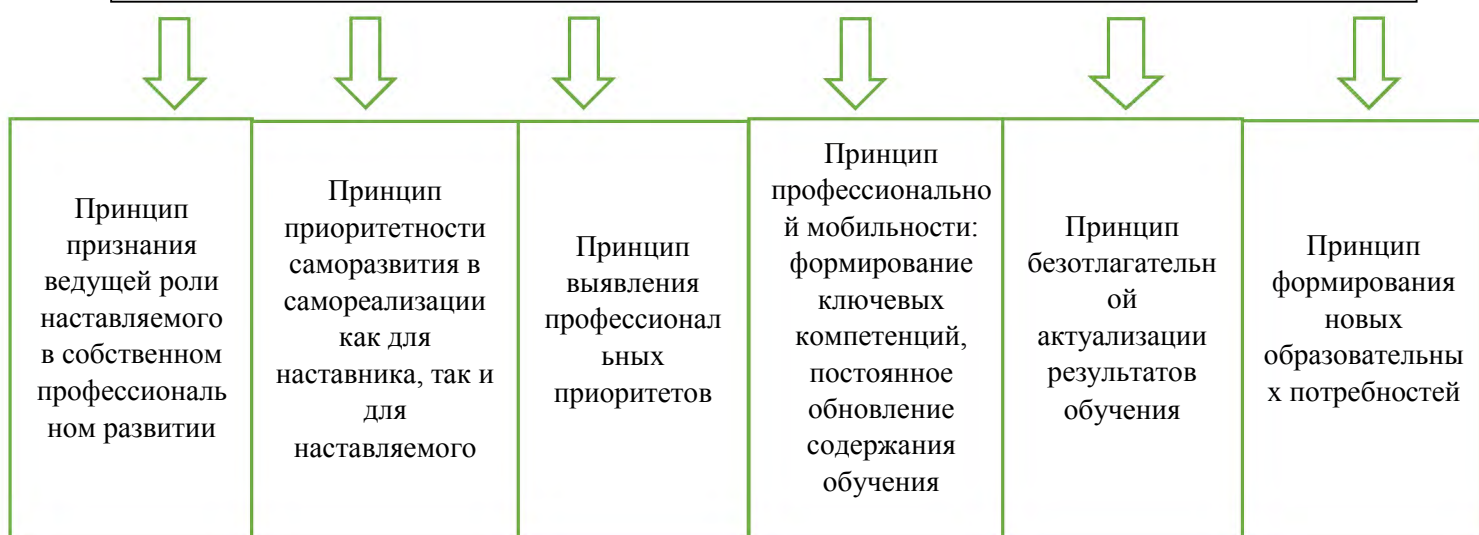 Принцип
признания
ведущей роли
наставляемого
в собственном
профессиональ
ном развитии
Принцип
приоритетности
саморазвития в
самореализации
как для
наставника, так и
для
наставляемого
Принцип
выявления
профессионал
ьных
приоритетов
Принцип
профессионально
й мобильности:
формирование
ключевых
компетенций,
постоянное
обновление
содержания
обучения
Принцип
безотлагательн
ой
актуализации
результатов
обучения
Принцип
формирования
новых
образовательны
х потребностей